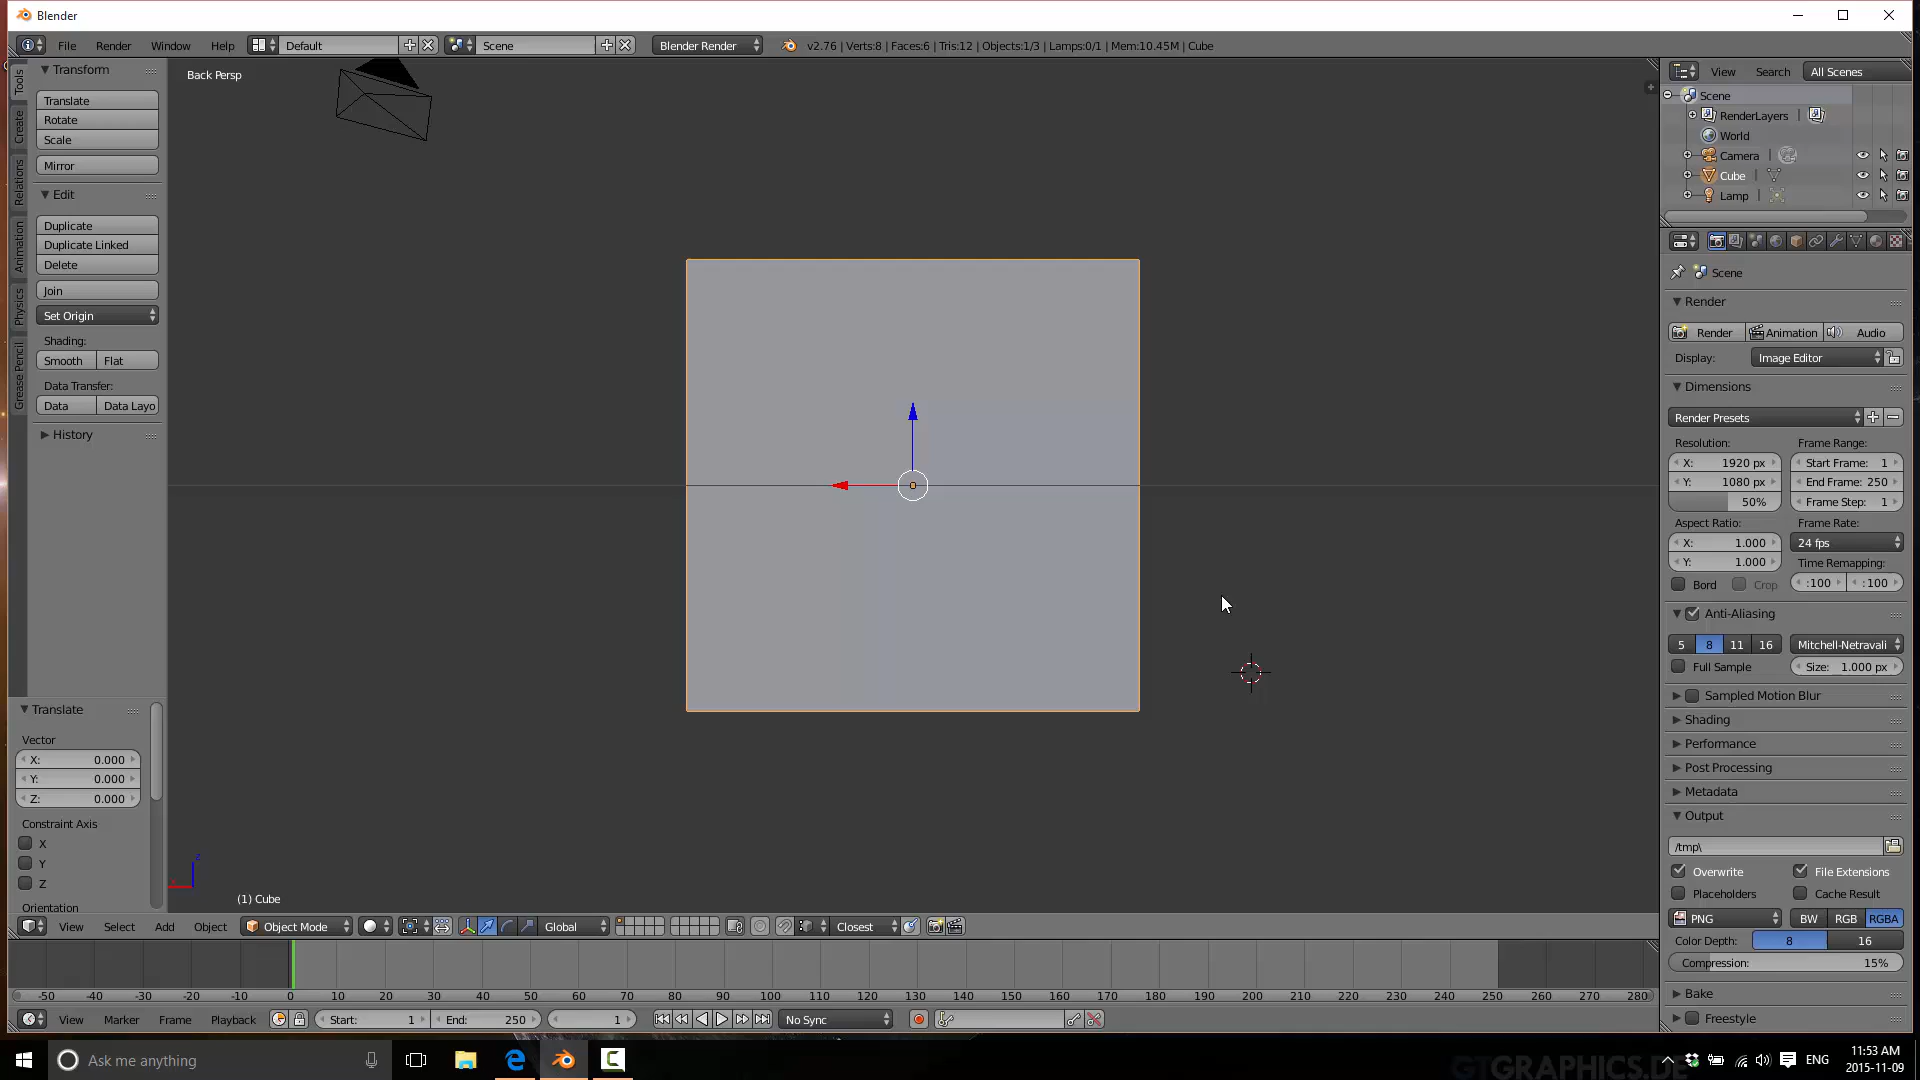 Blender
File Render Window Help Default Scene Blender Render v2.76 | Verts:8 | Faces:6 | Tris:12 | Objects:1/3 | Lamps:0/1 | Mem:10.45M | Cube
Tools
Create
Relations
Animation
Physics
Grease Pencil
Transform
Translate
Rotate
Scale
Mirror
Edit
Duplicate
Duplicate Linked
Delete
Join
Set Origin
Shading:
Smooth Flat
Data Transfer:
Data Data Layo
History
Translate
Vector
X: 0.000
Y: 0.000
Z: 0.000
Constraint Axis
X
Y
Z
Orientation
Back Persp
z
x
(1) Cube
View Select Add Object Object Mode Global Closest
-50 -40 -30 -20 -10 0 10 20 30 40 50 60 70 80 90 100 110 120 130 140 150 160 170 180 190 200 210 220 230 240 250 260 270 280
View Marker Frame Playback Start: 1 End: 250 1 No Sync
View Search All Scenes
Scene
RenderLayers |
World
Camera |
Cube |
Lamp |
Scene
Render
Render Animation Audio
Display: Image Editor
Dimensions
Render Presets
Resolution: Frame Range:
X: 1920 px Start Frame: 1
Y: 1080 px End Frame: 250
50% Frame Step: 1
Aspect Ratio: Frame Rate:
X: 1.000 24 fps
Y: 1.000 Time Remapping:
Bord Crop :100 :100
Anti-Aliasing
5 8 11 16 Mitchell-Netravali
Full Sample Size: 1.000 px
Sampled Motion Blur
Shading
Performance
Post Processing
Metadata
Output
/tmp\
Overwrite File Extensions
Placeholders Cache Result
PNG BW RGB RGBA
Color Depth: 8 16
Compression: 15%
Bake
Freestyle
Ask me anything
GTGRAPHICS.DE
ENG
11:53 AM
2015-11-09